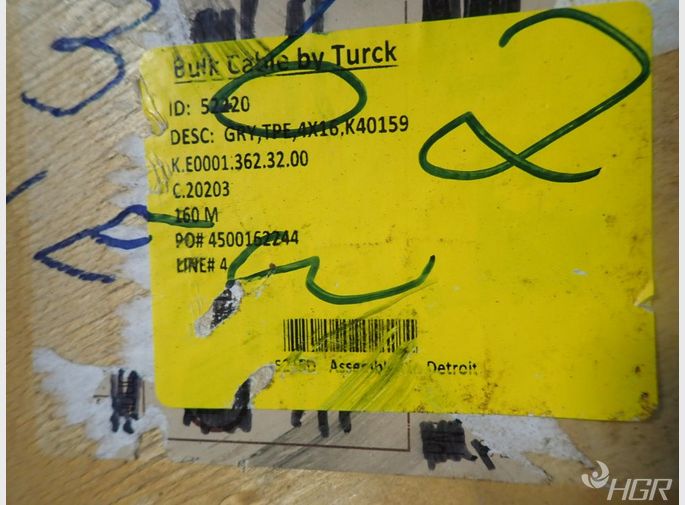 Bulk Cable by Turck
ID: 52220
DESC: GRY,TPE,4X16,K40159
K.E0001.362.32.00
C.20203
160 M
PO# 4500162244
LINE# 4
Detroit
HGR